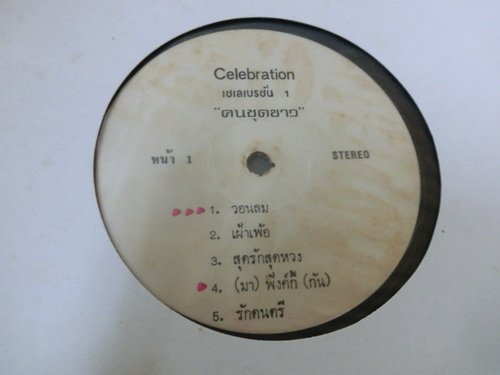 Celebration
เซเลเบรชั่น 1
"คนชุดขาว"
หน้า 1 STEREO
1. วอนลม
2. เฝ้าเพ้อ
3. สุดรักสุดหวง
4. (มา) ฟังค์กี้ (กัน)
5. รักดนตรี